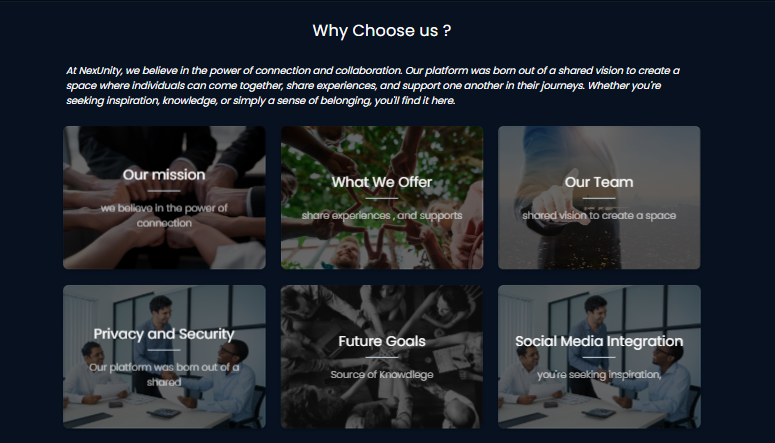 Why Choose us ?
At NexUnity, we believe in the power of connection and collaboration. Our platform was born out of a shared vision to create a
space where individuals can come together, share experiences, and support one another in their journeys. Whether you're
seeking inspiration, knowledge, or simply a sense of belonging, you'll find it here.
Our mission
we believe in the power of
connection
What We Offer
share experiences , and supports
Our Team
shared vision to create a space
Privacy and Security
Our platform was born out of a
shared
Future Goals
Source of Knowdlege
Social Media Integration
you're seeking inspiration,